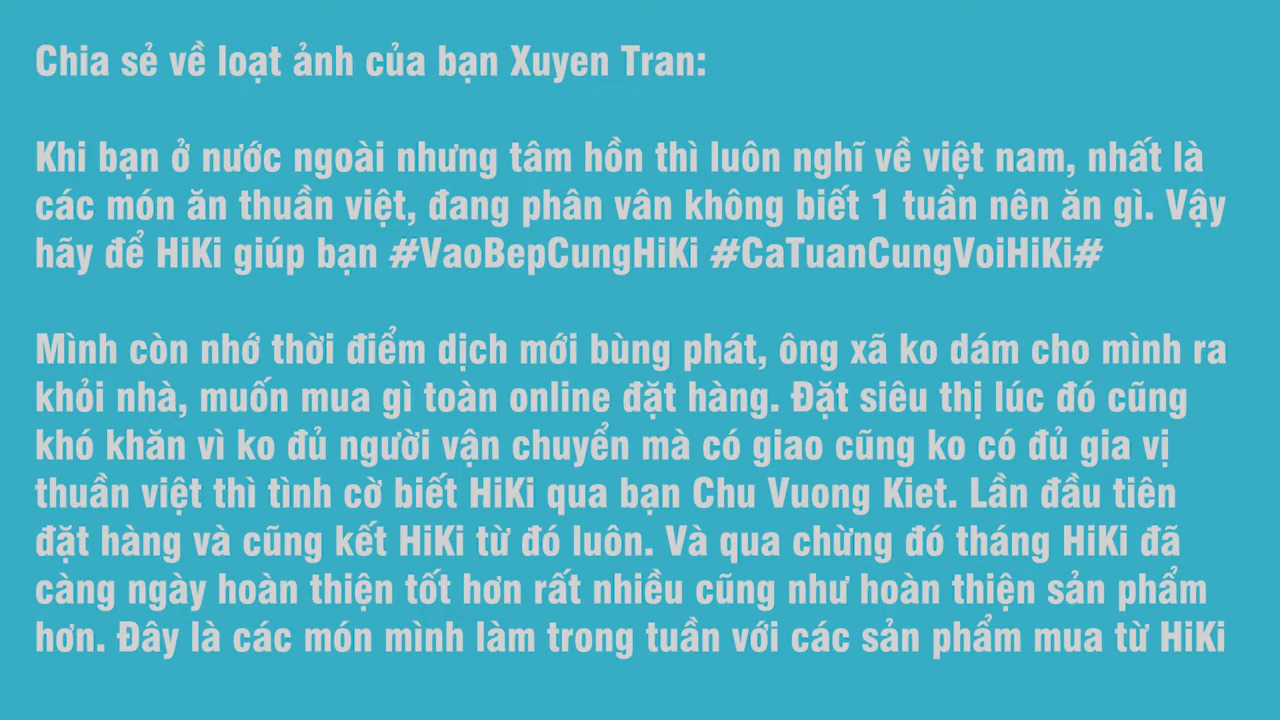 Chia sẻ về loạt ảnh của bạn Xuyen Tran:
Khi bạn ở nước ngoài nhưng tâm hồn thì luôn nghĩ về việt nam, nhất là
các món ăn thuần việt, đang phân vân không biết 1 tuần nên ăn gì. Vậy
hãy để HiKi giúp bạn #VaoBepCungHiKi #CaTuanCungVoiHiKi#
Mình còn nhớ thời điểm dịch mới bùng phát, ông xã ko dám cho mình ra
khỏi nhà, muốn mua gì toàn online đặt hàng. Đặt siêu thị lúc đó cũng
khó khăn vì ko đủ người vận chuyển mà có giao cũng ko có đủ gia vị
thuần việt thì tình cờ biết HiKi qua bạn Chu Vuong Kiet. Lần đầu tiên
đặt hàng và cũng kết HiKi từ đó luôn. Và qua chừng đó tháng HiKi đã
càng ngày hoàn thiện tốt hơn rất nhiều cũng như hoàn thiện sản phẩm
hơn. Đây là các món mình làm trong tuần với các sản phẩm mua từ HiKi